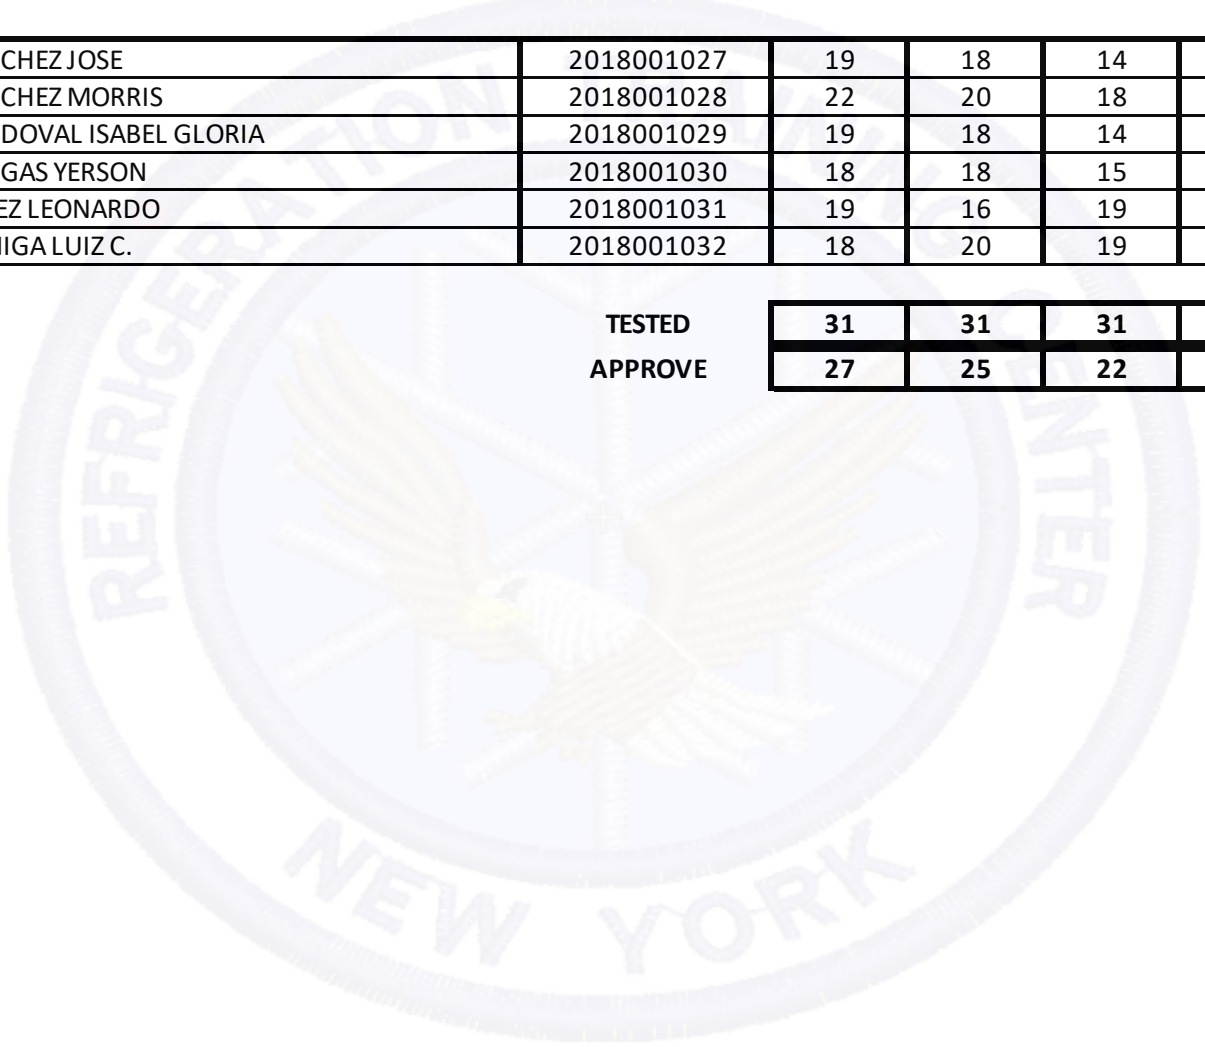 CHEZ JOSE 2018001027 19 18 14
CHEZ MORRIS 2018001028 22 20 18
DOVAL ISABEL GLORIA 2018001029 19 18 14
GAS YERSON 2018001030 18 18 15
EZ LEONARDO 2018001031 19 16 19
IGA LUIZ C. 2018001032 18 20 19
TESTED 31 31 31
APPROVE 27 25 22
REFRIGERATION TRAINING CENTER
NEW YORK